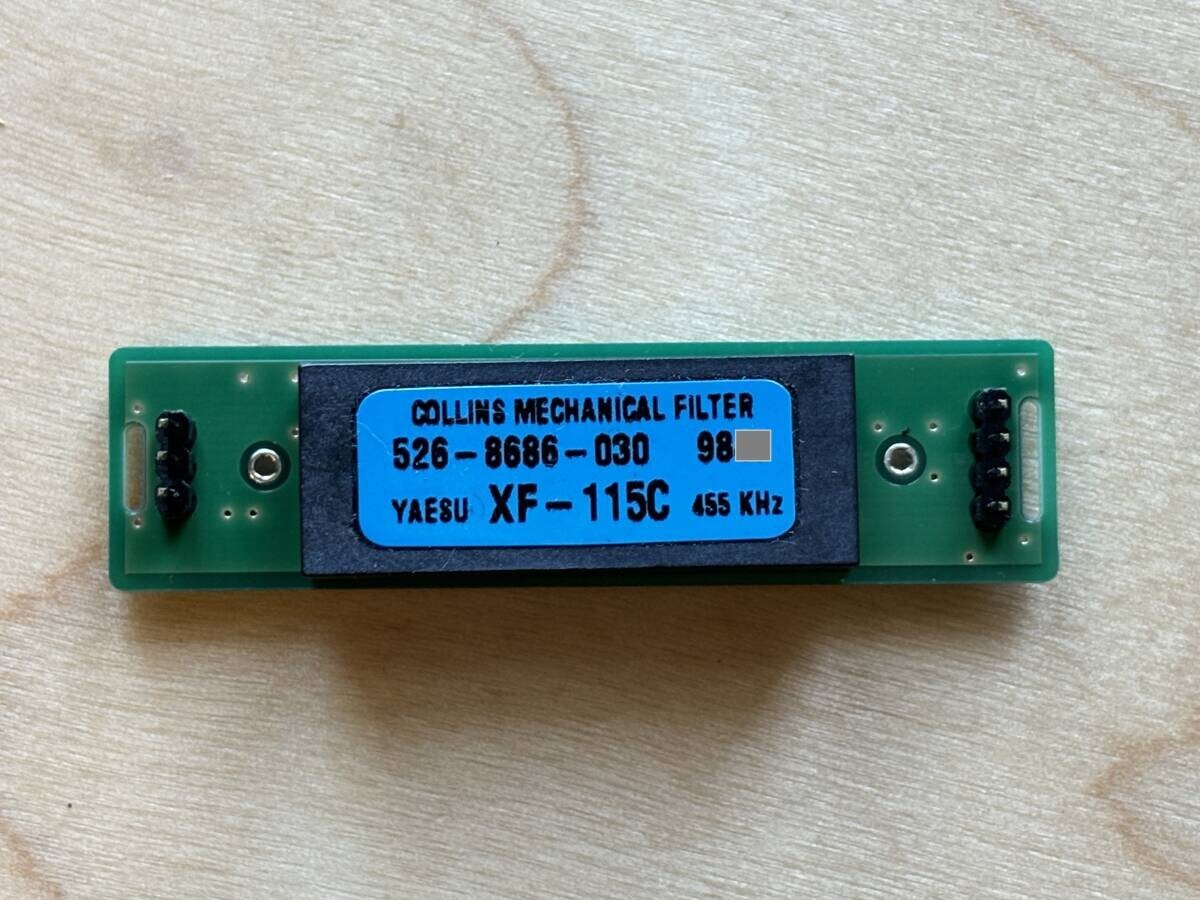 COLLINS MECHANICAL FILTER
526-8686-030 98
YAESU XF-115C 455 KHz